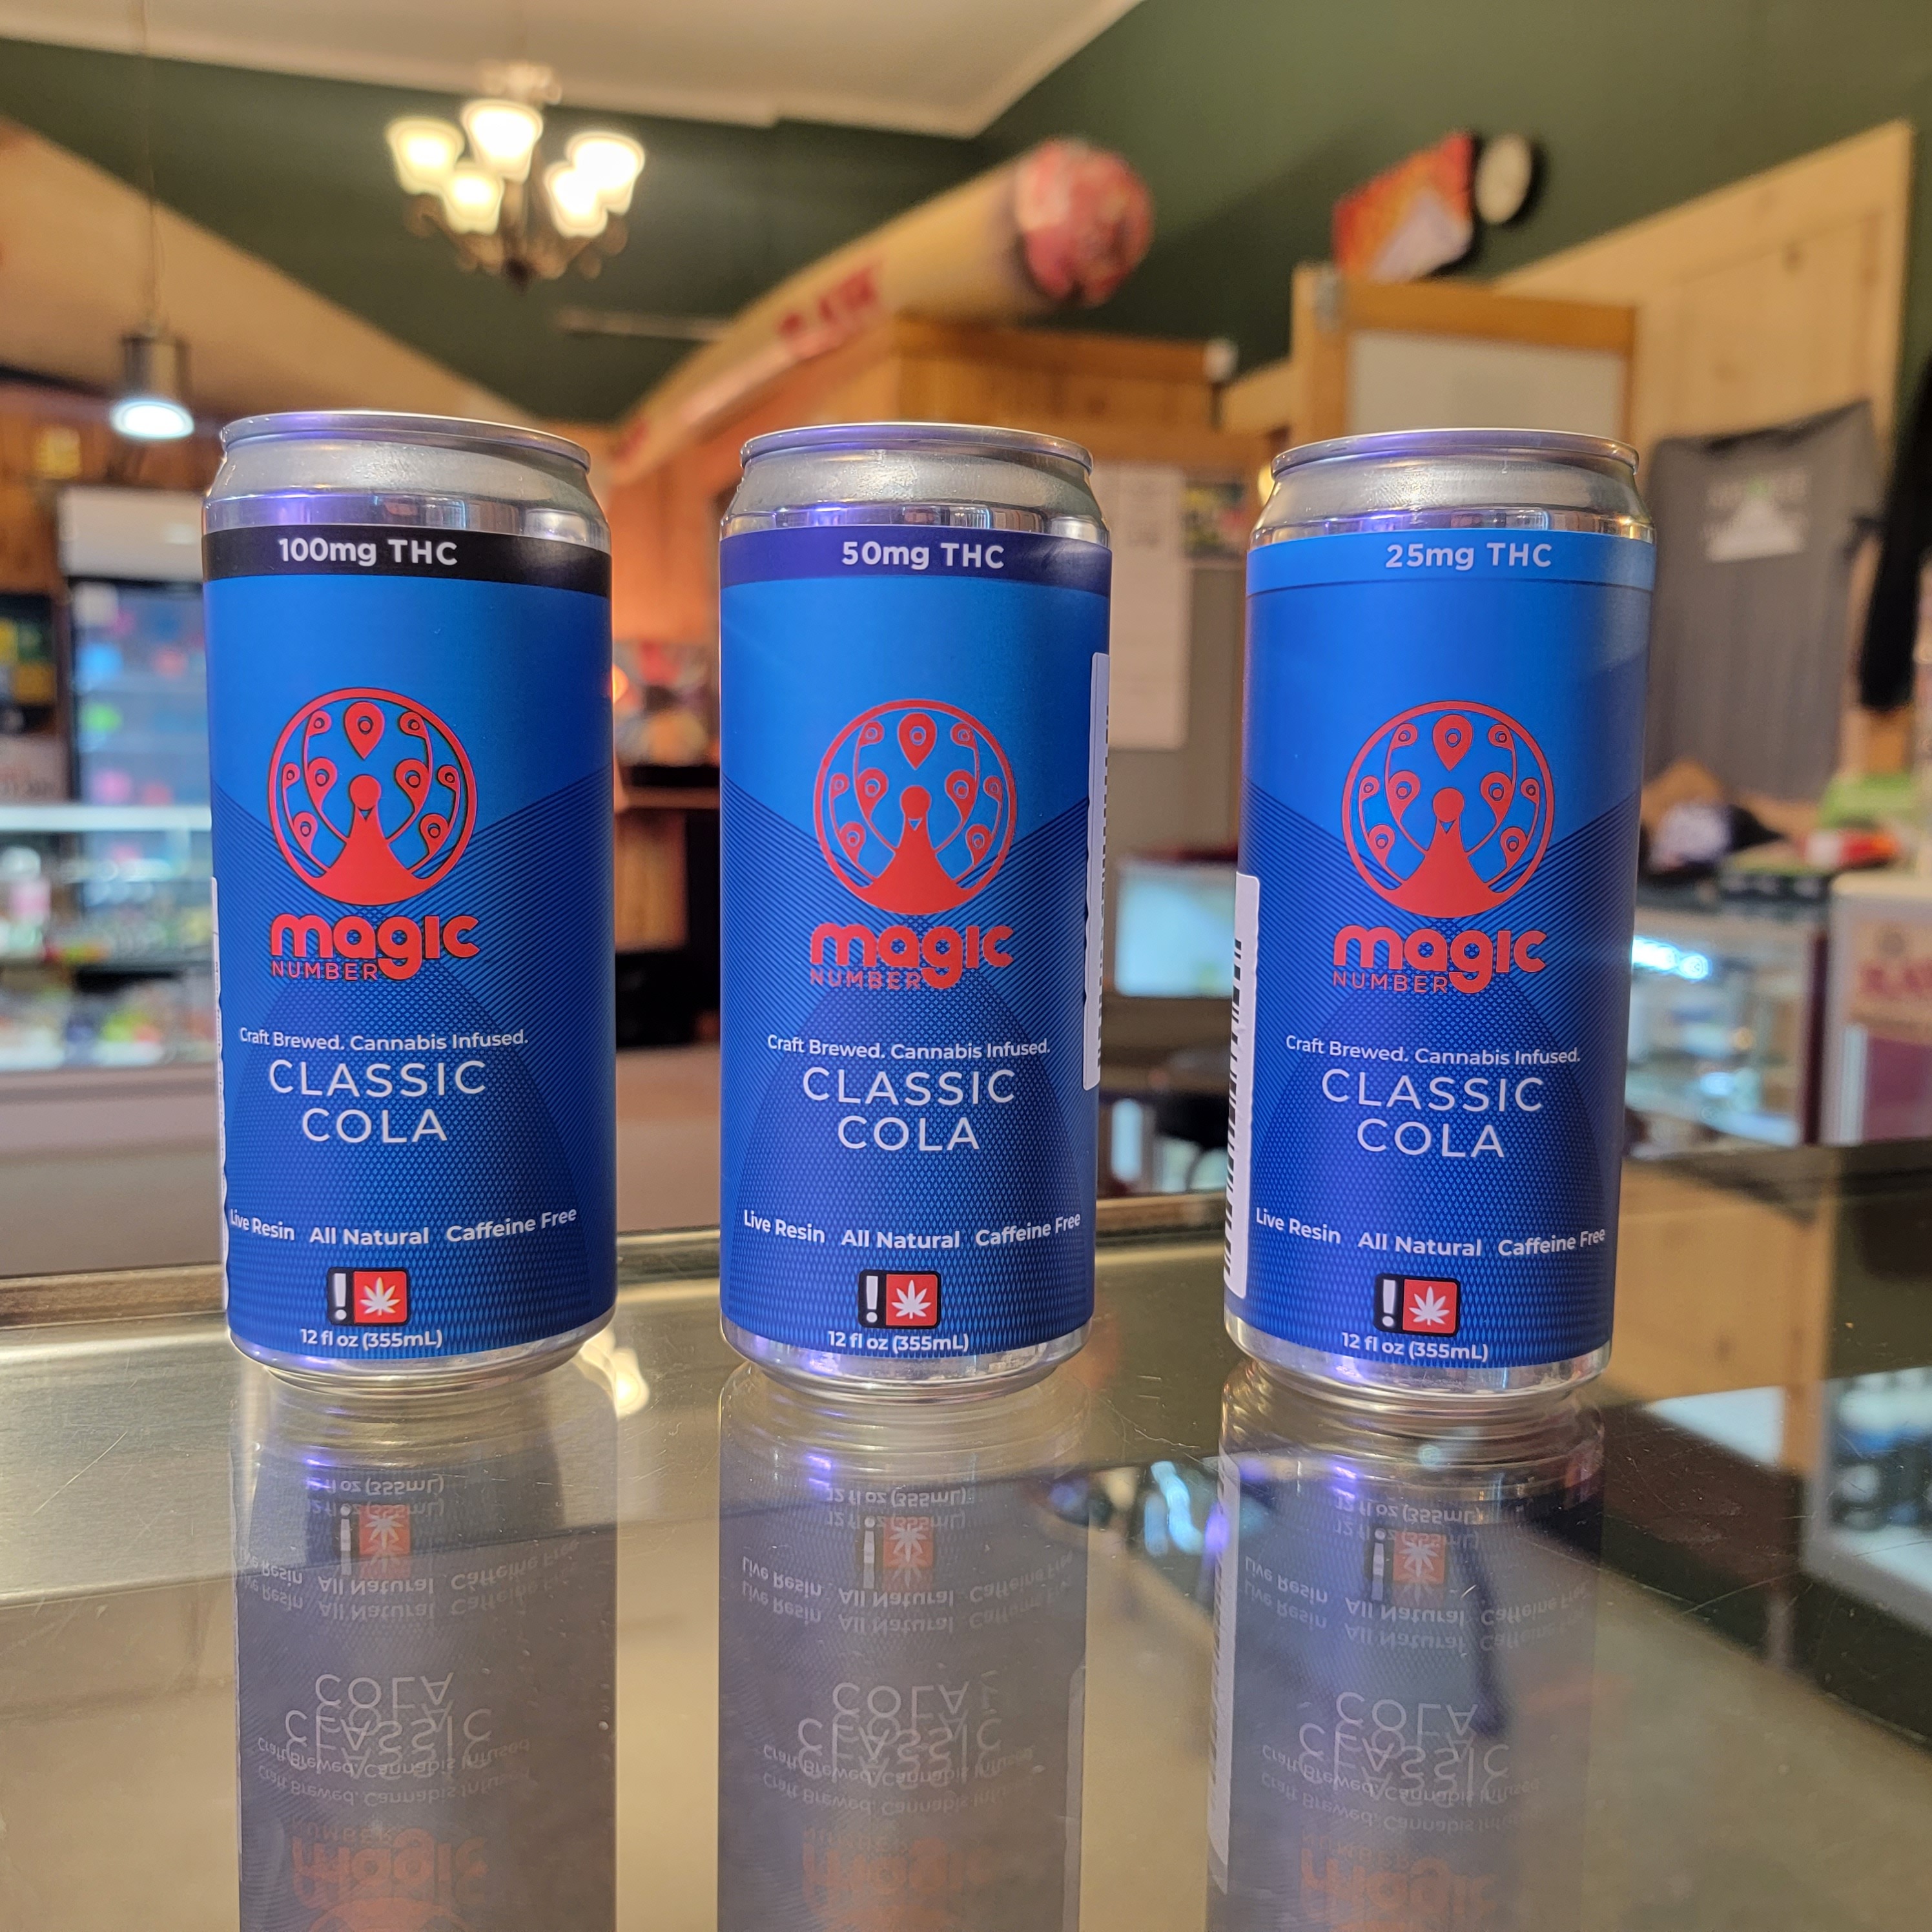 100mg THC
magic
NUMBER
Craft Brewed. Cannabis Infused.
CLASSIC
COLA
Live Resin All Natural Caffeine Free
!
12 fl oz (355mL)
50mg THC
magic
NUMBER
Craft Brewed. Cannabis Infused.
CLASSIC
COLA
Live Resin All Natural Caffeine Free
!
12 fl oz (355mL)
25mg THC
magic
NUMBER
Craft Brewed. Cannabis Infused.
CLASSIC
COLA
Live Resin All Natural Caffeine Free
!
12 fl oz (355mL)
RAW